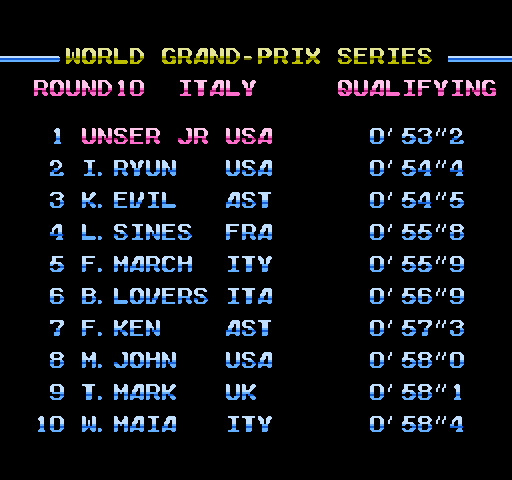 WORLD GRAND-PRIX SERIES
ROUND10 ITALY QUALIFYING
1 UNSER JR USA 0'53"2
2 I. RYUN USA 0'54"4
3 K. EVIL AST 0'54"5
4 L. SINES FRA 0'55"8
5 F. MARCH ITY 0'55"9
6 B. LOVERS ITA 0'56"9
7 F. KEN AST 0'57"3
8 M. JOHN USA 0'58"0
9 T. MARK UK 0'58"1
10 W. MAIA ITY 0'58"4